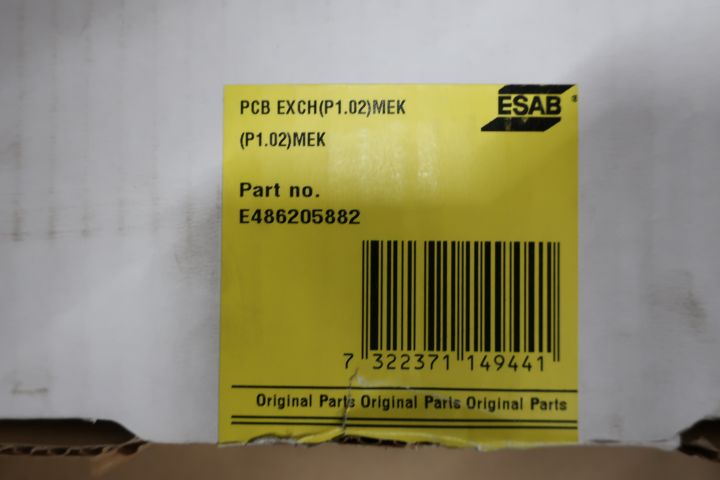 PCB EXCH(P1.02)MEK
ESAB®
(P1.02)MEK
Part no.
E486205882
7 322371 149441
Original Parts Original Parts Original Parts